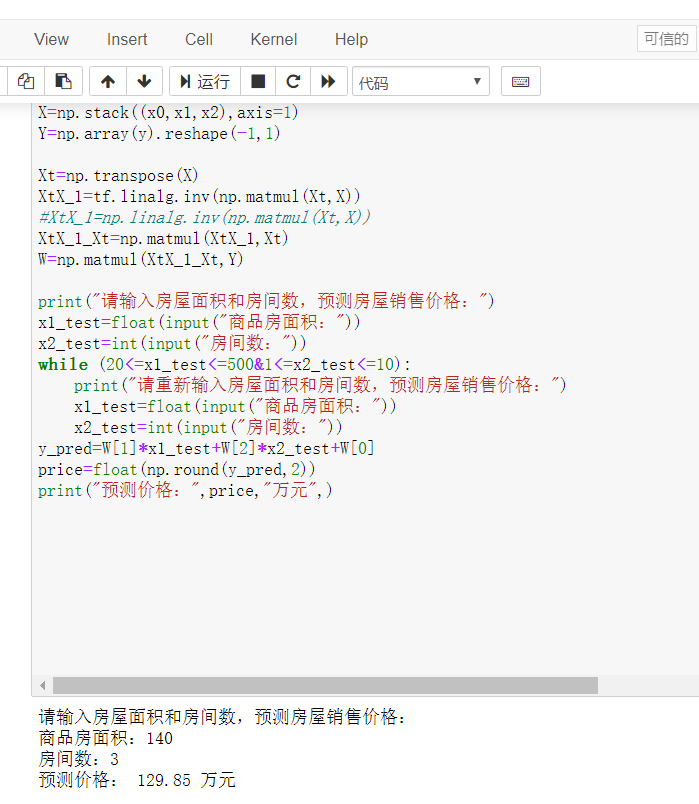 View Insert Cell Kernel Help 可信的
运行 代码
X=np.stack((x0,x1,x2),axis=1)
Y=np.array(y).reshape(-1,1)
Xt=np.transpose(X)
XtX_1=tf.linalg.inv(np.matmul(Xt,X))
#XtX_1=np.linalg.inv(np.matmul(Xt,X))
XtX_1_Xt=np.matmul(XtX_1,Xt)
W=np.matmul(XtX_1_Xt,Y)
print("请输入房屋面积和房间数，预测房屋销售价格：")
x1_test=float(input("商品房面积："))
x2_test=int(input("房间数："))
while (20<=x1_test<=500&1<=x2_test<=10):
    print("请重新输入房屋面积和房间数，预测房屋销售价格：")
    x1_test=float(input("商品房面积："))
    x2_test=int(input("房间数："))
y_pred=W[1]*x1_test+W[2]*x2_test+W[0]
price=float(np.round(y_pred,2))
print("预测价格：",price,"万元",)
请输入房屋面积和房间数，预测房屋销售价格：
商品房面积：140
房间数：3
预测价格： 129.85 万元